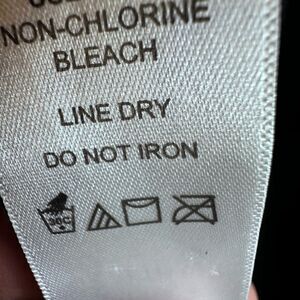 NON-CHLORINE
BLEACH
LINE DRY
DO NOT IRON